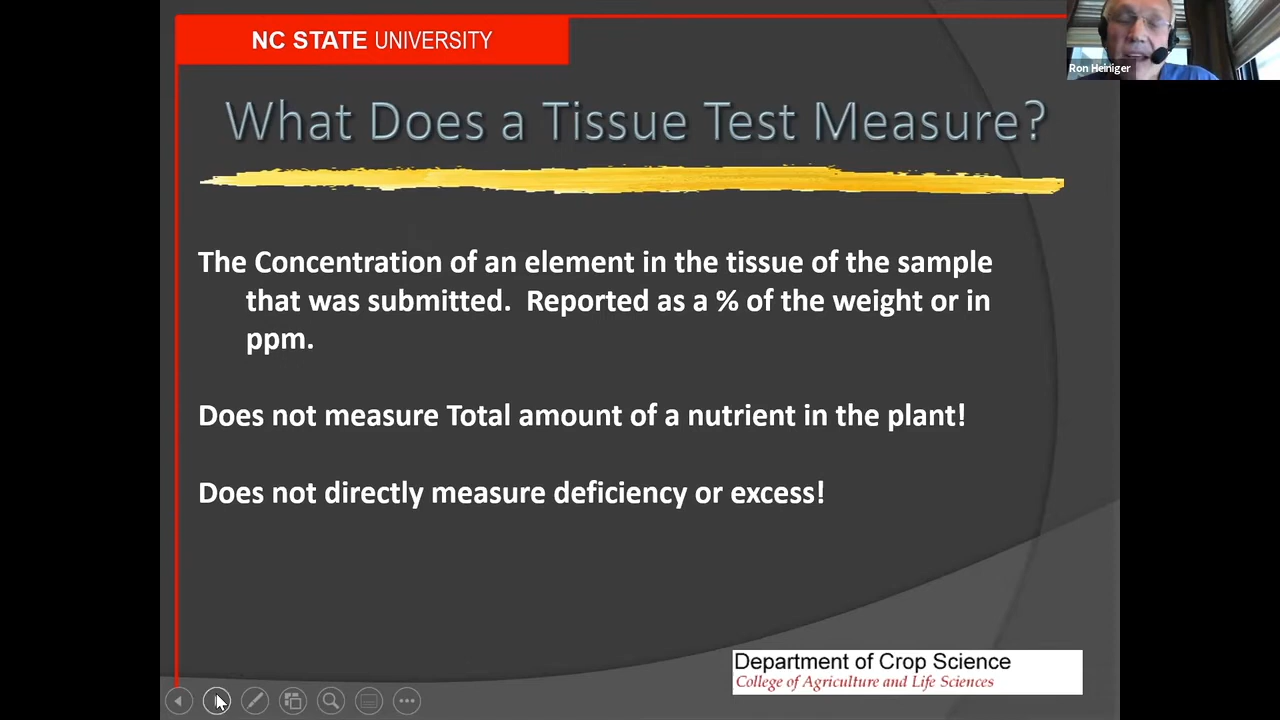 NC STATE UNIVERSITY
Ron Heiniger
What Does a Tissue Test Measure?
The Concentration of an element in the tissue of the sample
that was submitted.  Reported as a % of the weight or in
ppm.
Does not measure Total amount of a nutrient in the plant!
Does not directly measure deficiency or excess!
Department of Crop Science
College of Agriculture and Life Sciences